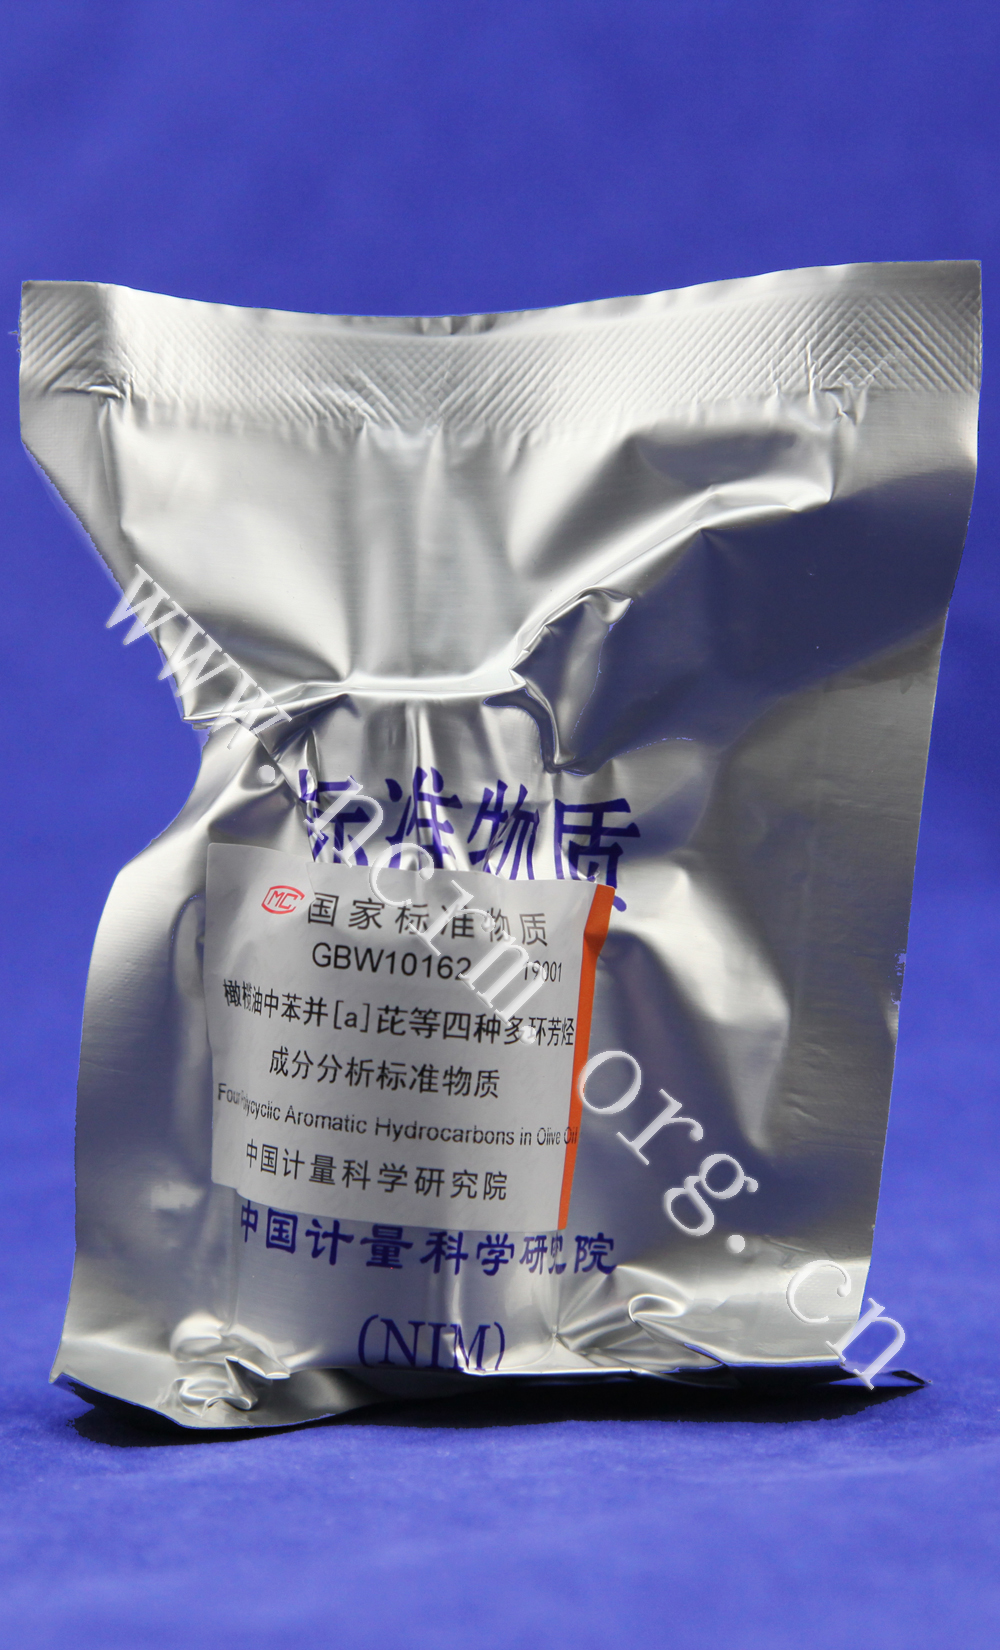 标准物质
MC 国家标准物质
GBW10162 19001
橄榄油中苯并[a]芘等四种多环芳烃
成分分析标准物质
Four Polycyclic Aromatic Hydrocarbons in Olive Oil
中国计量科学研究院
中国计量科学研究院
(NIM)
www.ncrm.org.cn